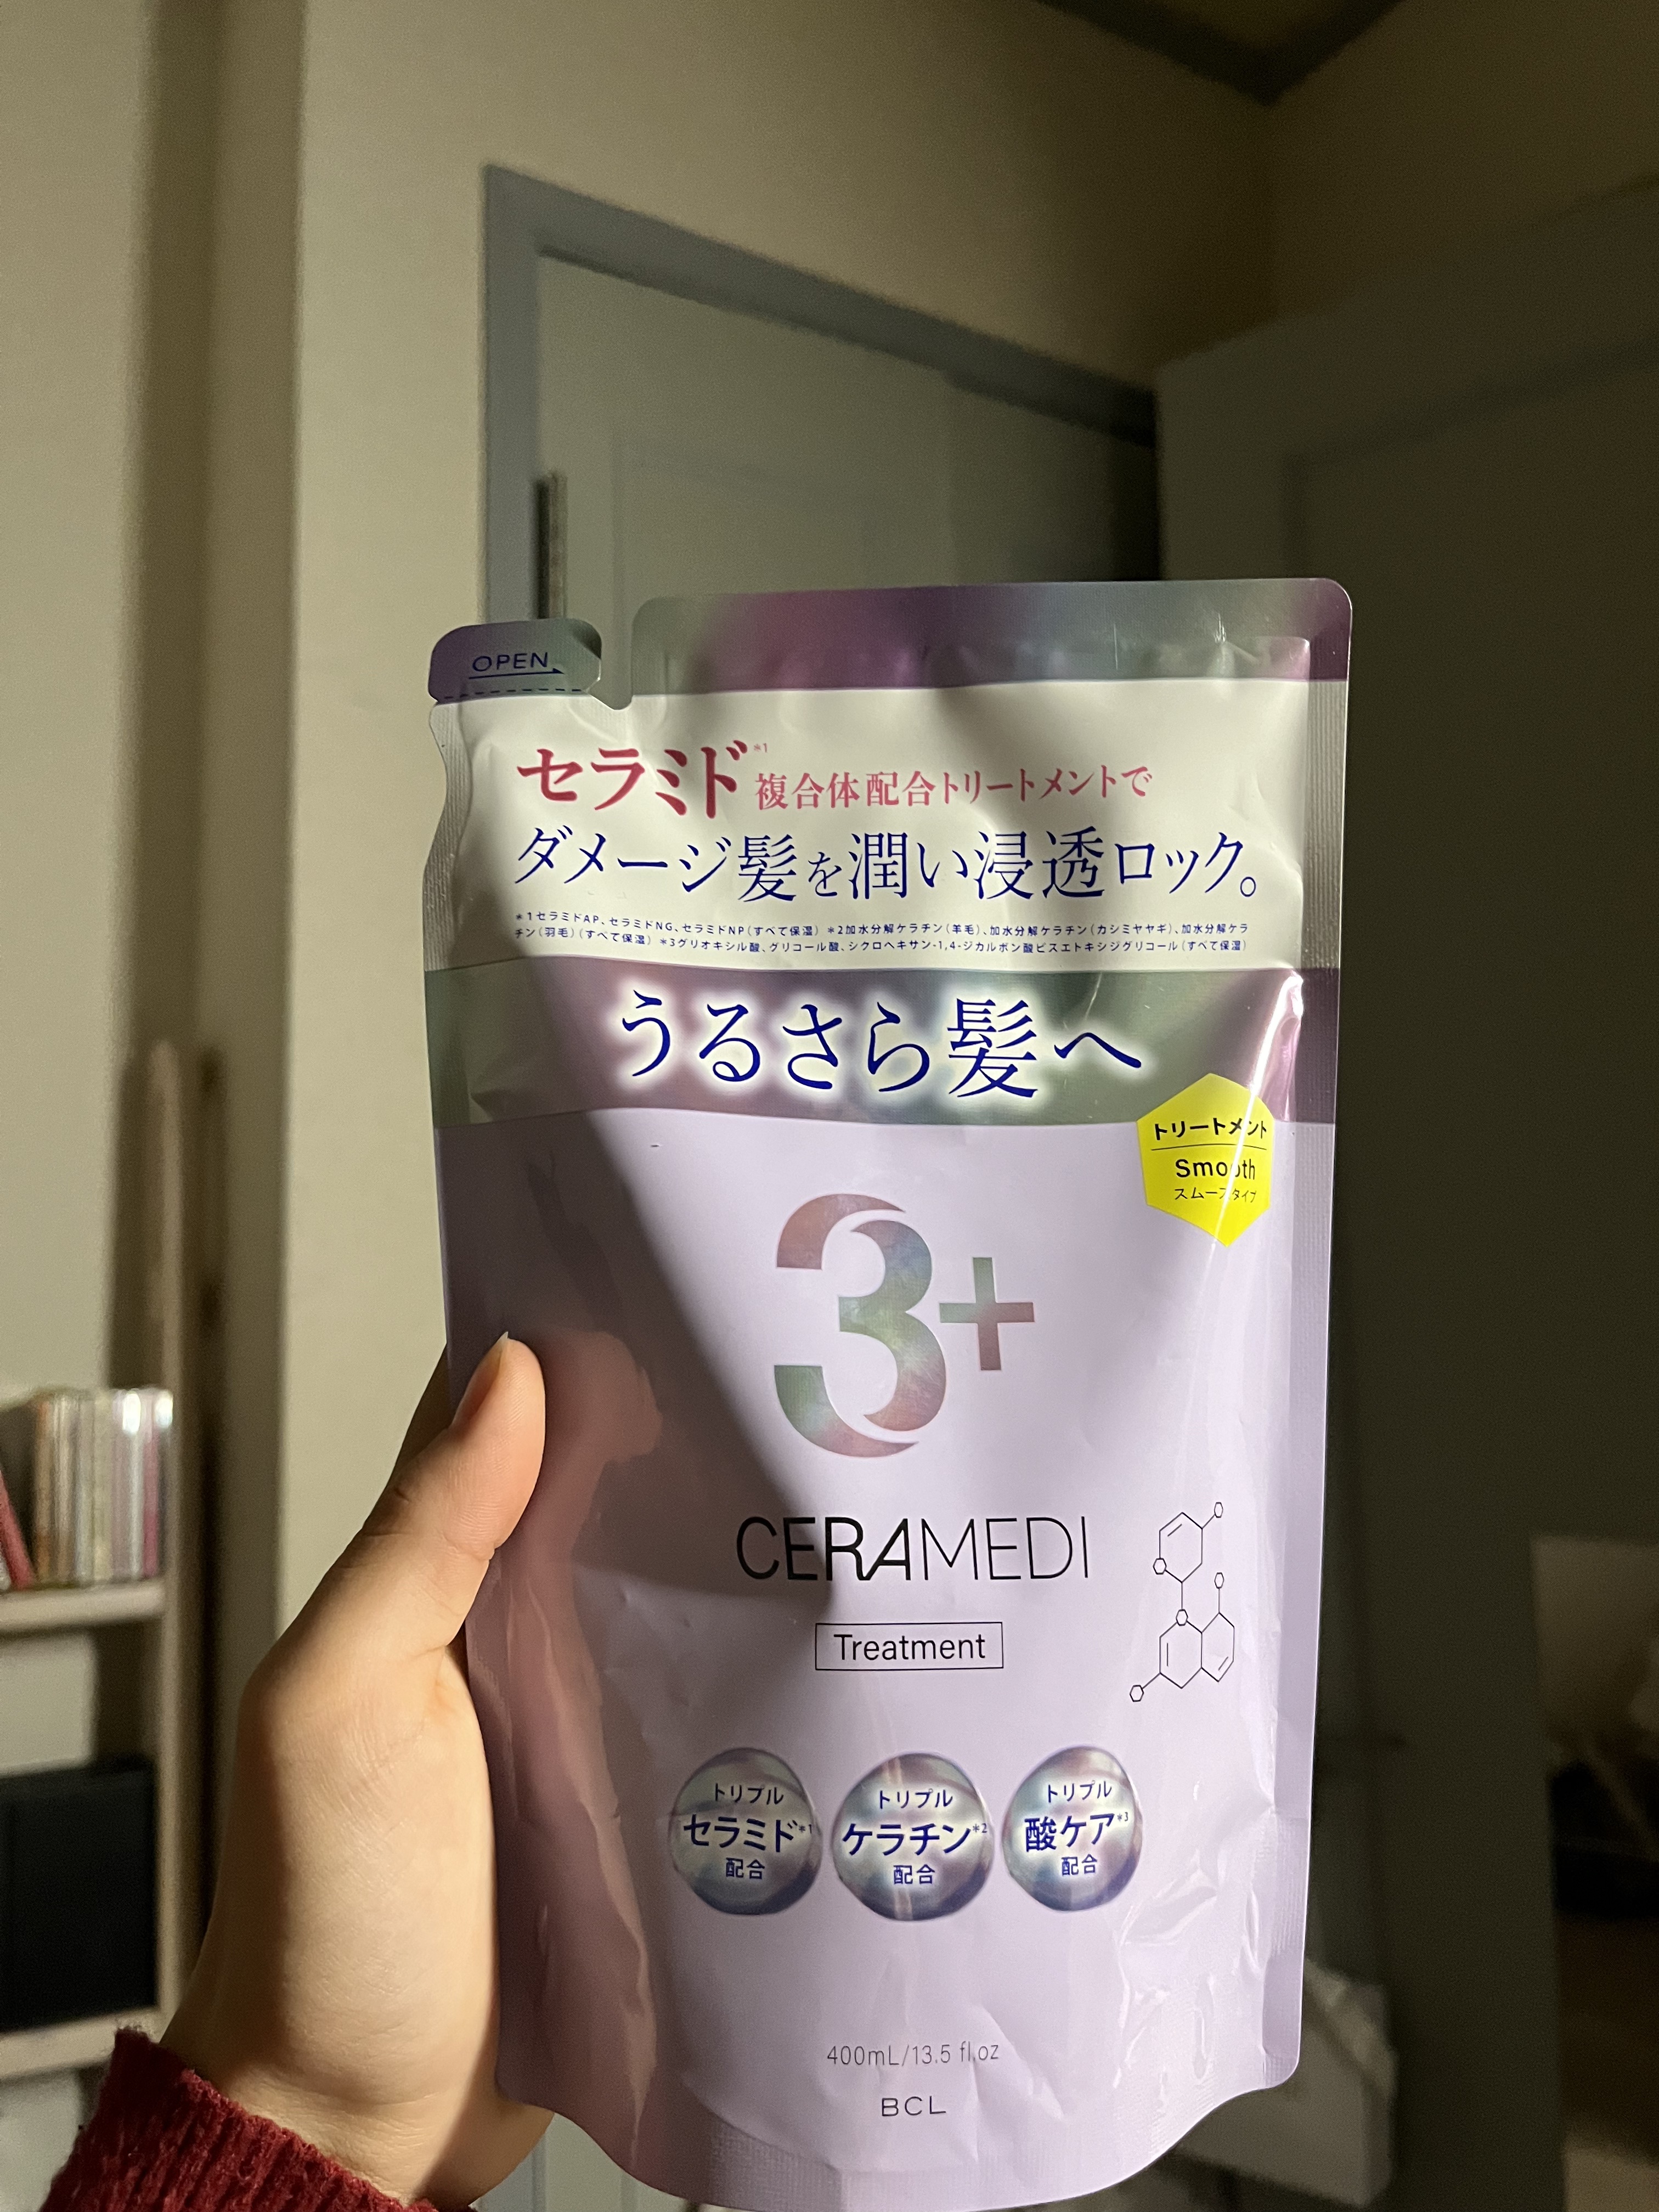 OPEN
セラミド*1複合体配合トリートメントで
ダメージ髪を潤い浸透ロック。
*1セラミドAP、セラミドNG、セラミドNP(すべて保湿) *2加水分解ケラチン(羊毛)、加水分解ケラチン(カシミヤヤギ)、加水分解ケラ
チン(羽毛)(すべて保湿) *3グリオキシル酸、グリコール酸、シクロヘキサン-1,4-ジカルボン酸ビスエトキシジグリコール(すべて保湿)
うるさら髪へ
トリートメント
Smooth
スムースタイプ
3+
CERAMEDI
Treatment
トリプル
セラミド*1
配合
トリプル
ケラチン*2
配合
トリプル
酸ケア*3
配合
400mL/13.5 fl.oz
BCL